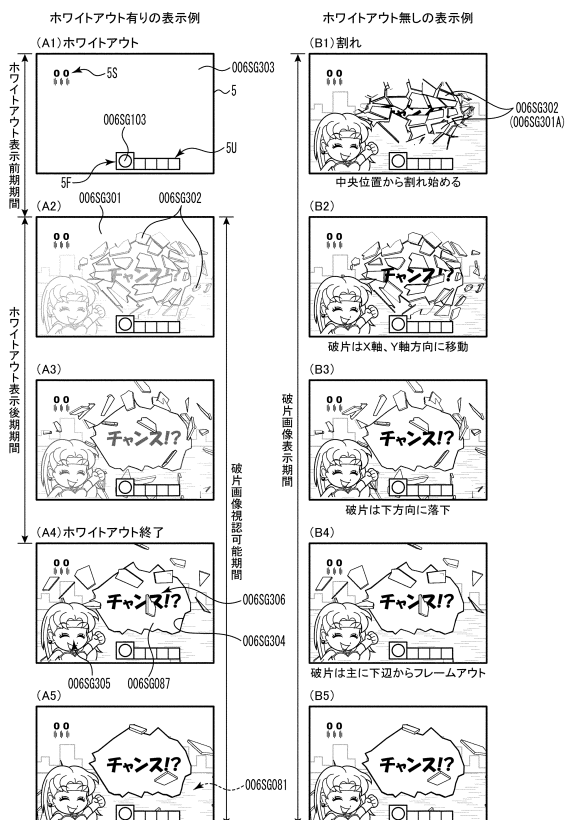 ホワイトアウト有りの表示例
ホワイトアウト無しの表示例
(A1)ホワイトアウト
00
5S
006SG303
5
006SG103
5U
5F
ホワイトアウト表示前期期間
(B1)割れ
00
006SG302
(006SG301A)
中央位置から割れ始める
(A2)
006SG301
006SG302
00
チャンス!?
ホワイトアウト表示後期期間
(B2)
00
チャンス!?
破片はX軸、Y軸方向に移動
(A3)
00
チャンス!?
破片画像視認可能期間
(B3)
00
チャンス!?
破片画像表示期間
破片は下方向に落下
(A4)ホワイトアウト終了
00
チャンス!?
006SG306
006SG304
006SG305
006SG087
(B4)
00
チャンス!?
破片は主に下辺からフレームアウト
(A5)
00
チャンス!?
006SG081
(B5)
00
チャンス!?